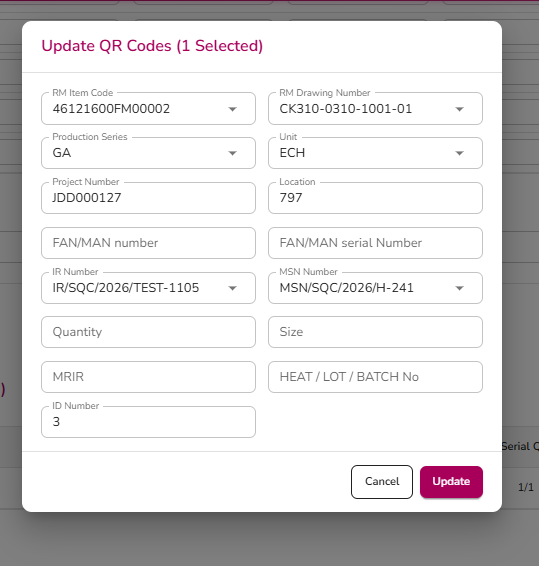 Update QR Codes (1 Selected)
RM Item Code
46121600FM00002
RM Drawing Number
CK310-0310-1001-01
Production Series
GA
Unit
ECH
Project Number
JDD000127
Location
797
FAN/MAN number
FAN/MAN serial Number
IR Number
IR/SQC/2026/TEST-1105
MSN Number
MSN/SQC/2026/H-241
Quantity
Size
MRIR
HEAT / LOT / BATCH No
ID Number
3
)
Serial Q
1/1
Cancel
Update